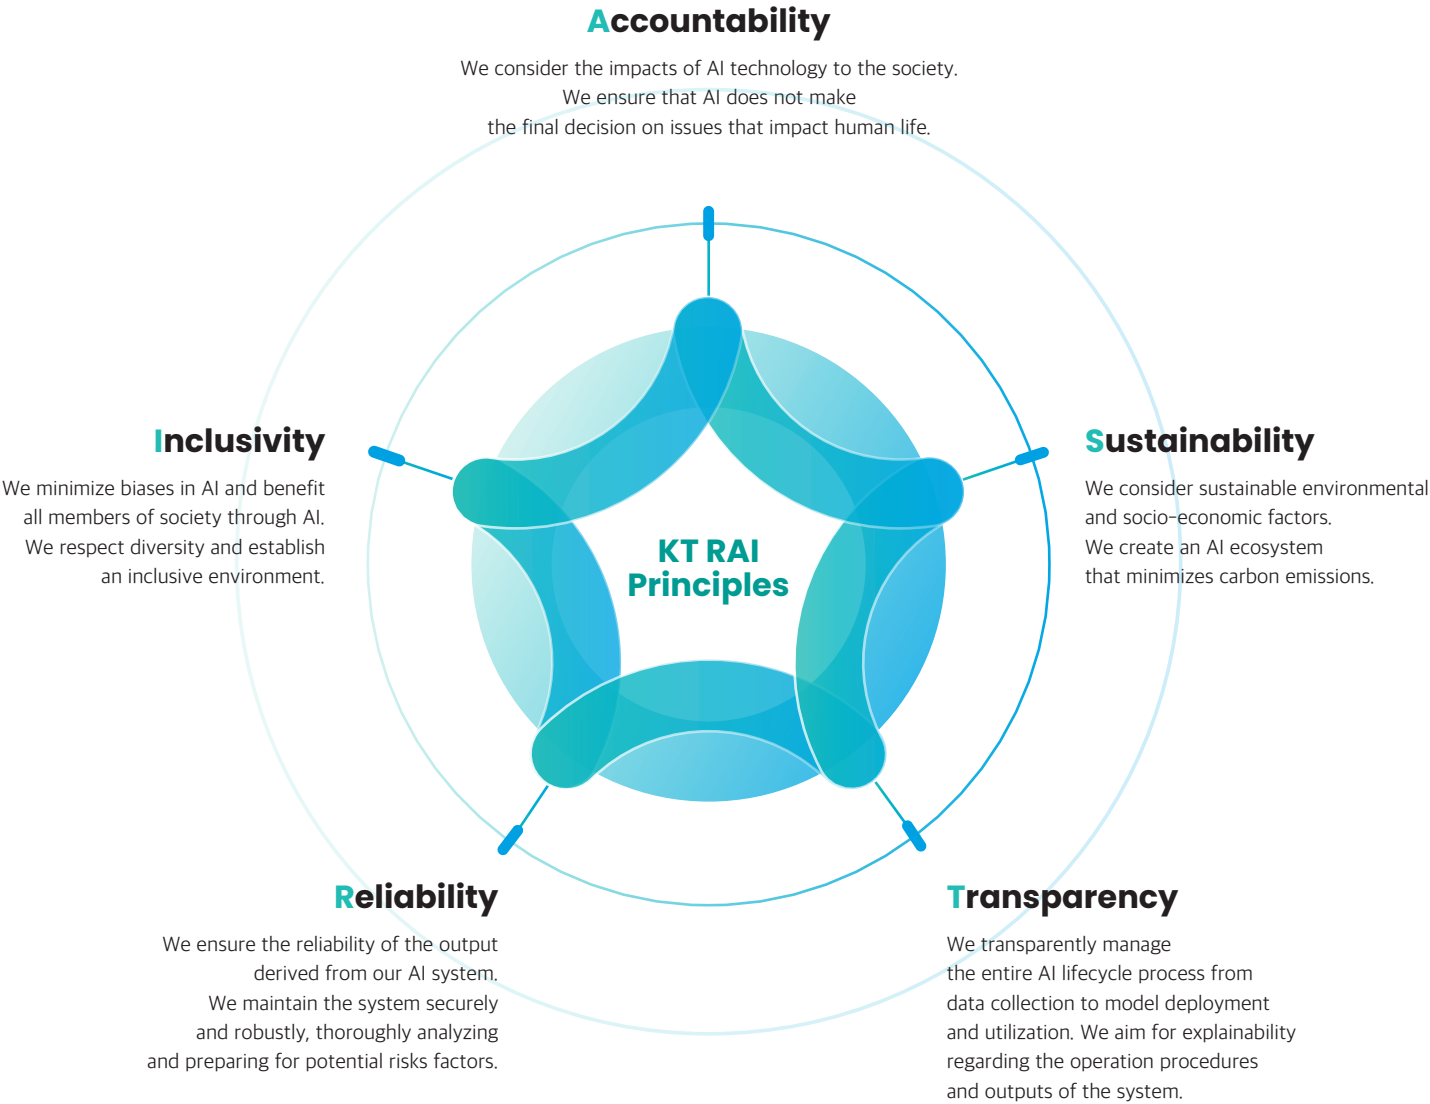 Accountability
We consider the impacts of AI technology to the society.
We ensure that AI does not make
the final decision on issues that impact human life.
Inclusivity
We minimize biases in AI and benefit
all members of society through AI.
We respect diversity and establish
an inclusive environment.
KT RAI
Principles
Sustainability
We consider sustainable environmental
and socio-economic factors.
We create an AI ecosystem
that minimizes carbon emissions.
Reliability
We ensure the reliability of the output
derived from our AI system.
We maintain the system securely
and robustly, thoroughly analyzing
and preparing for potential risks factors.
Transparency
We transparently manage
the entire AI lifecycle process from
data collection to model deployment
and utilization. We aim for explainability
regarding the operation procedures
and outputs of the system.